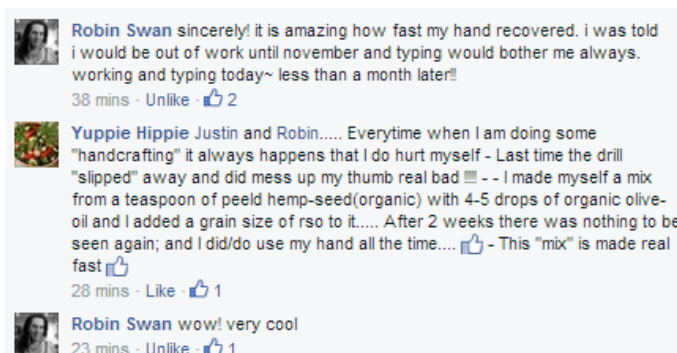 Robin Swan sincerely! it is amazing how fast my hand recovered. i was told
i would be out of work until november and typing would bother me always.
working and typing today~ less than a month later!!
38 mins · Unlike · 2
Yuppie Hippie Justin and Robin..... Everytime when I am doing some
"handcrafting" it always happens that I do hurt myself - Last time the drill
"slipped" away and did mess up my thumb real bad !!!! - - I made myself a mix
from a teaspoon of peeld hemp-seed(organic) with 4-5 drops of organic olive-
oil and I added a grain size of rso to it..... After 2 weeks there was nothing to be
seen again; and I did/do use my hand all the time.... - This "mix" is made real
fast
28 mins · Like · 1
Robin Swan wow! very cool
23 mins · Unlike · 1